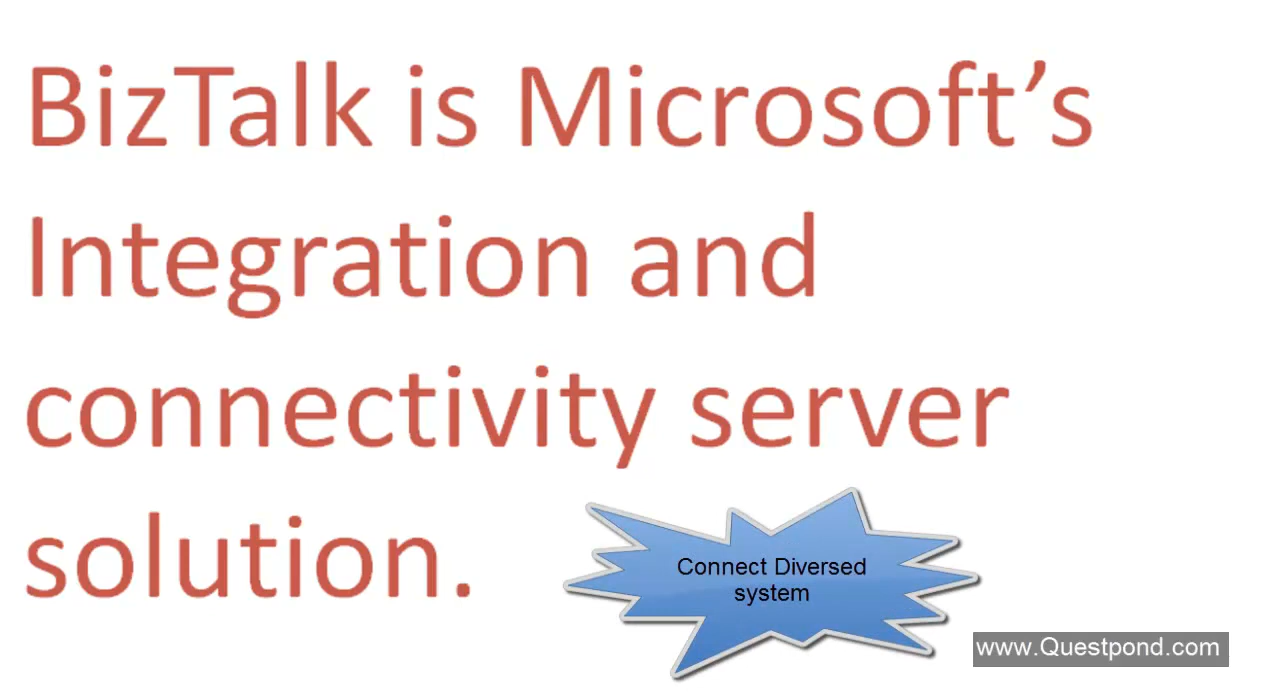 BizTalk is Microsoft’s
Integration and
connectivity server
solution.
Connect Diversed
system
www.Questpond.com